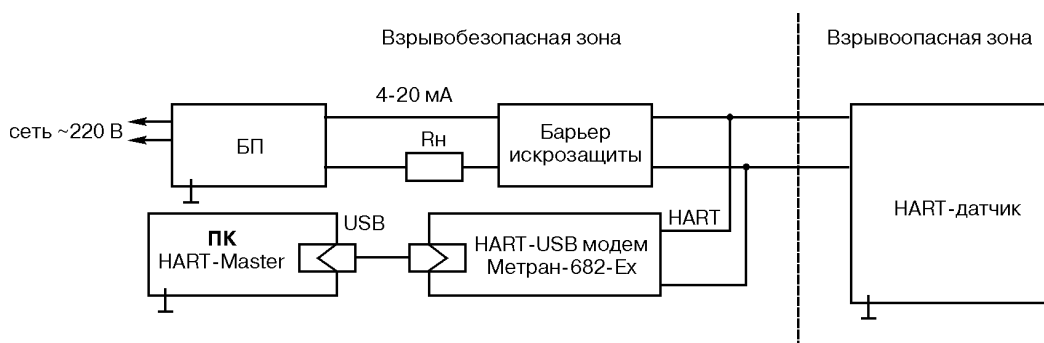 Взрывобезопасная зона
Взрывоопасная зона
4-20 мА
сеть ~220 В
БП
Rн
Барьер
искрозащиты
HART-датчик
ПК
HART-Master
USB
HART
HART-USB модем
Метран-682-Ex